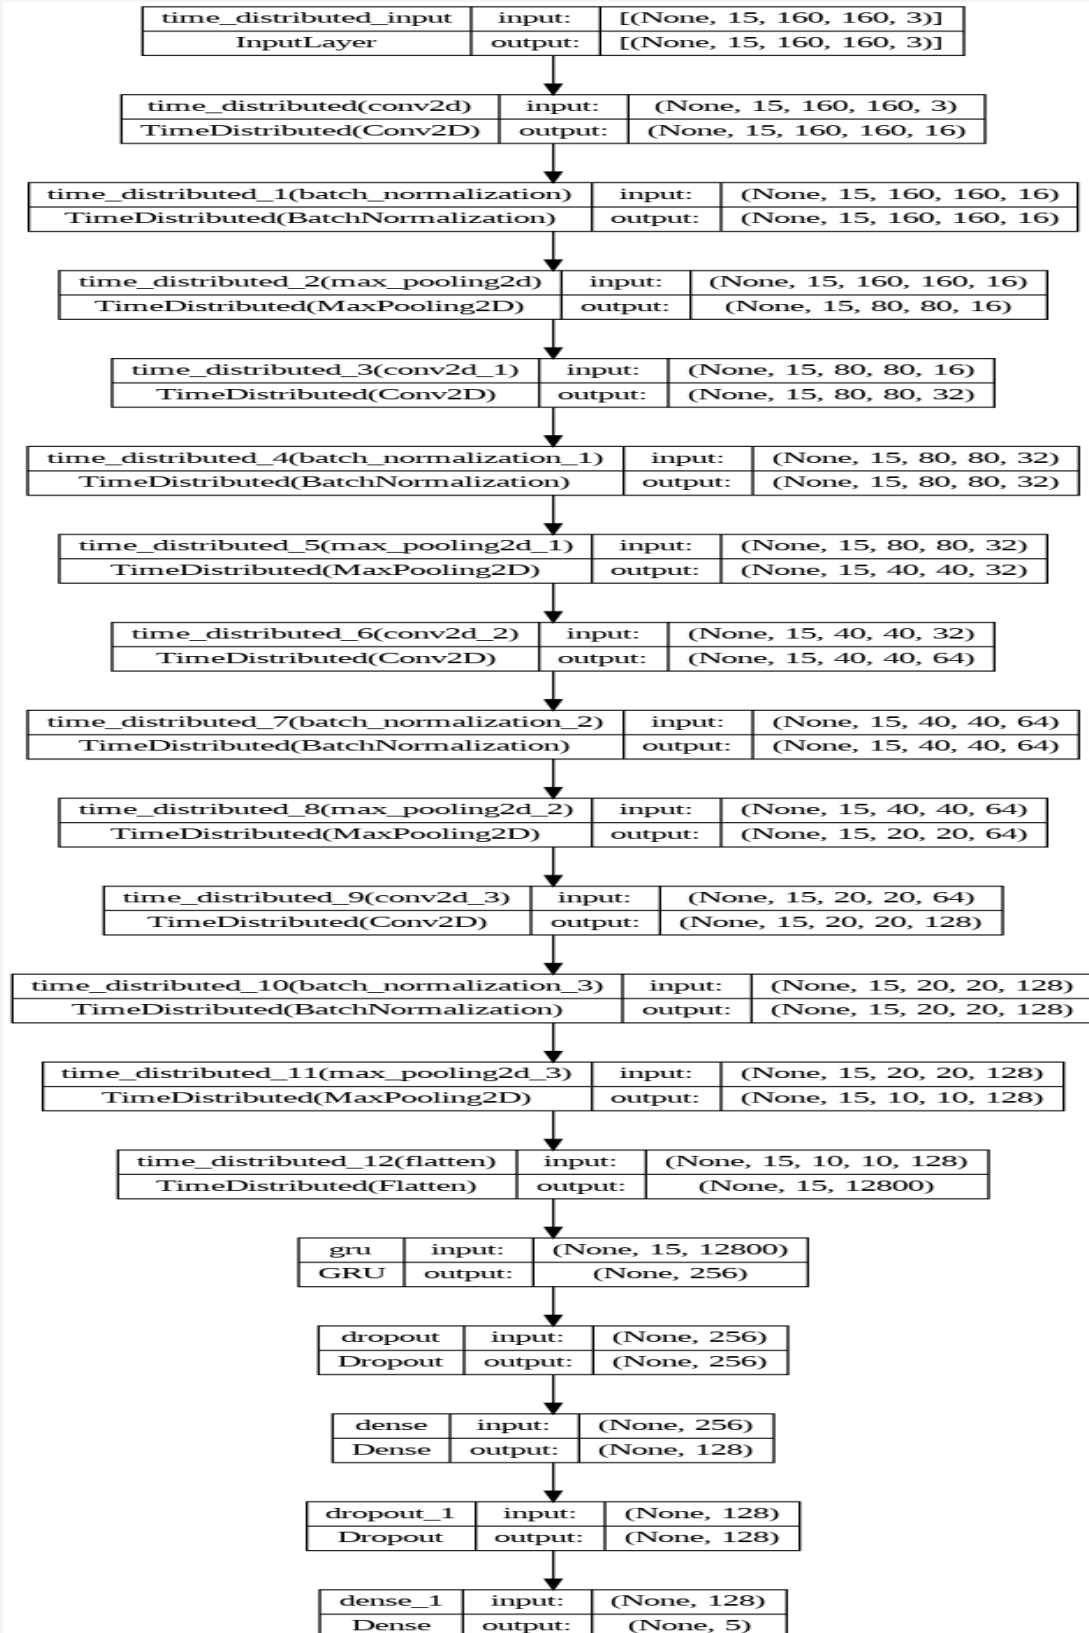 time_distributed_input input: [(None, 15, 160, 160, 3)]
InputLayer output: [(None, 15, 160, 160, 3)]
time_distributed(conv2d) input: (None, 15, 160, 160, 3)
TimeDistributed(Conv2D) output: (None, 15, 160, 160, 16)
time_distributed_1(batch_normalization) input: (None, 15, 160, 160, 16)
TimeDistributed(BatchNormalization) output: (None, 15, 160, 160, 16)
time_distributed_2(max_pooling2d) input: (None, 15, 160, 160, 16)
TimeDistributed(MaxPooling2D) output: (None, 15, 80, 80, 16)
time_distributed_3(conv2d_1) input: (None, 15, 80, 80, 16)
TimeDistributed(Conv2D) output: (None, 15, 80, 80, 32)
time_distributed_4(batch_normalization_1) input: (None, 15, 80, 80, 32)
TimeDistributed(BatchNormalization) output: (None, 15, 80, 80, 32)
time_distributed_5(max_pooling2d_1) input: (None, 15, 80, 80, 32)
TimeDistributed(MaxPooling2D) output: (None, 15, 40, 40, 32)
time_distributed_6(conv2d_2) input: (None, 15, 40, 40, 32)
TimeDistributed(Conv2D) output: (None, 15, 40, 40, 64)
time_distributed_7(batch_normalization_2) input: (None, 15, 40, 40, 64)
TimeDistributed(BatchNormalization) output: (None, 15, 40, 40, 64)
time_distributed_8(max_pooling2d_2) input: (None, 15, 40, 40, 64)
TimeDistributed(MaxPooling2D) output: (None, 15, 20, 20, 64)
time_distributed_9(conv2d_3) input: (None, 15, 20, 20, 64)
TimeDistributed(Conv2D) output: (None, 15, 20, 20, 128)
time_distributed_10(batch_normalization_3) input: (None, 15, 20, 20, 128)
TimeDistributed(BatchNormalization) output: (None, 15, 20, 20, 128)
time_distributed_11(max_pooling2d_3) input: (None, 15, 20, 20, 128)
TimeDistributed(MaxPooling2D) output: (None, 15, 10, 10, 128)
time_distributed_12(flatten) input: (None, 15, 10, 10, 128)
TimeDistributed(Flatten) output: (None, 15, 12800)
gru input: (None, 15, 12800)
GRU output: (None, 256)
dropout input: (None, 256)
Dropout output: (None, 256)
dense input: (None, 256)
Dense output: (None, 128)
dropout_1 input: (None, 128)
Dropout output: (None, 128)
dense_1 input: (None, 128)
Dense output: (None, 5)